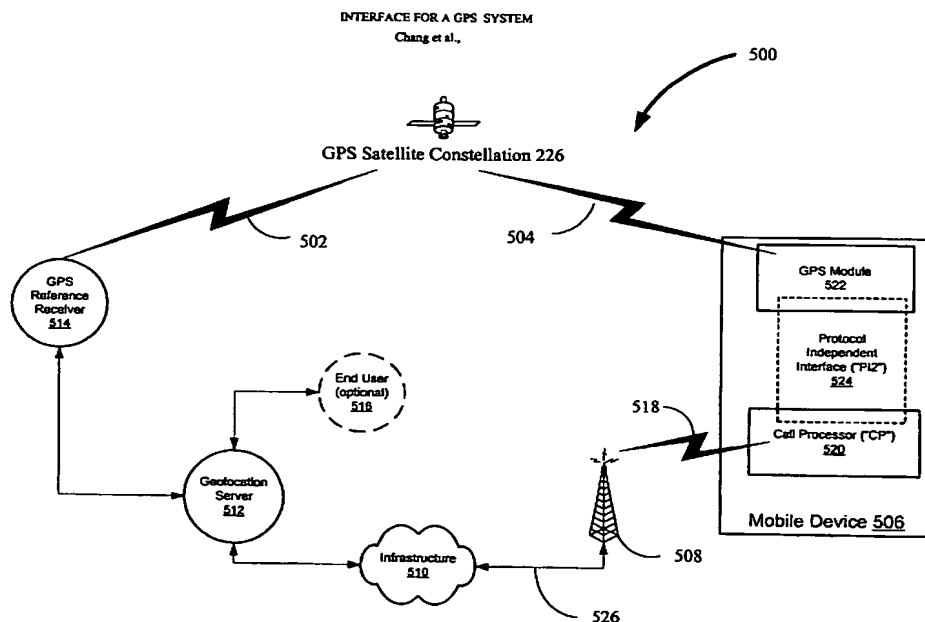 INTERFACE FOR A GPS SYSTEM
Chang et al.,
500
GPS Satellite Constellation 226
502
504
GPS
Reference
Receiver
514
GPS Module
522
Protocol
Independent
Interface ("PI2")
524
End User
(optional)
516
518
Call Processor ("CP")
520
Geolocation
Server
512
Mobile Device 506
508
Infrastructure
510
526